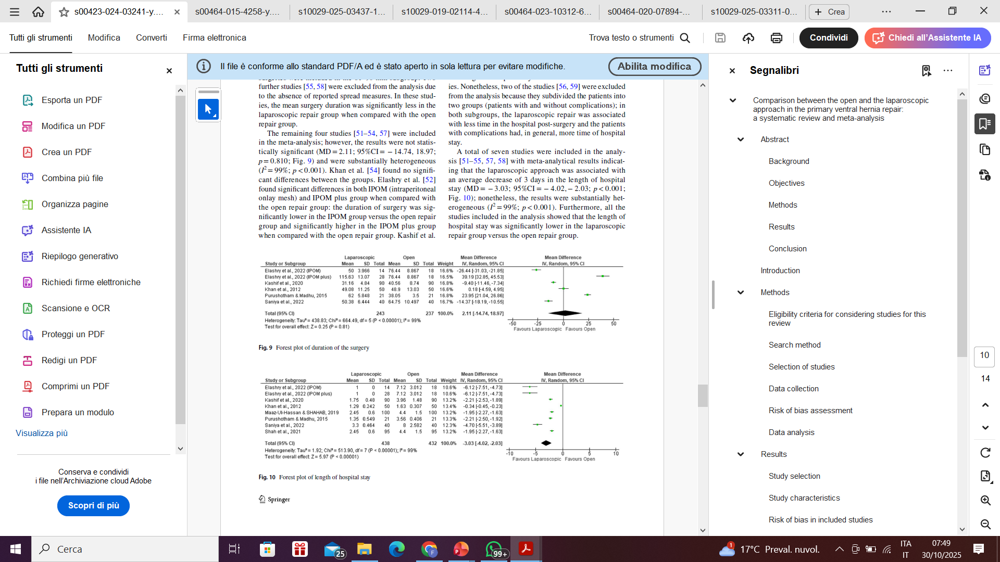 s00423-024-03241-y....
s00464-015-4258-y....
s10029-025-03437-1...
s10029-019-02114-4...
s00464-023-10312-6...
s00464-020-07894-...
s10029-025-03311-0...
Crea
Tutti gli strumenti
Modifica
Converti
Firma elettronica
Trova testo o strumenti
Condividi
Chiedi all'Assistente IA
Tutti gli strumenti
Esporta un PDF
Modifica un PDF
Crea un PDF
Combina più file
Organizza pagine
Assistente IA
Riepilogo generativo
Richiedi firme elettroniche
Scansione e OCR
Proteggi un PDF
Redigi un PDF
Comprimi un PDF
Prepara un modulo
Visualizza più
Conserva e condividi
i file nell'Archiviazione cloud Adobe
Scopri di più
Il file è conforme allo standard PDF/A ed è stato aperto in sola lettura per evitare modifiche.
Abilita modifica
further studies [55, 58] were excluded from the analysis due
to the absence of reported spread measures. In these stud-
ies, the mean surgery duration was significantly less in the
laparoscopic repair group when compared with the open
repair group.
The remaining four studies [51–54, 57] were included
in the meta-analysis; however, the results were not statis-
tically significant (MD = 2.11; 95%CI = − 14.74, 18.97;
p = 0.810; Fig. 9) and were substantially heterogeneous
(I² = 99%; p < 0.001). Khan et al. [54] found no signifi-
cant differences between the groups. Elashry et al. [52]
found significant differences in both IPOM (intraperitoneal
onlay mesh) and IPOM plus group when compared with
the open repair group: the duration of surgery was sig-
nificantly lower in the IPOM group versus the open repair
group and significantly higher in the IPOM plus group
when compared with the open repair group. Kashif et al.
ies. Nonetheless, two of the studies [56, 59] were excluded
from the analysis because they subdivided the patients into
two groups (patients with and without complications); in
both subgroups, the laparoscopic repair was associated
with less time in the hospital post-surgery and the patients
with complications had, in general, more time of hospital
stay.
A total of seven studies were included in the analy-
sis [51–55, 57, 58] with meta-analytical results indicat-
ing that the laparoscopic approach was associated with
an average decrease of 3 days in the length of hospital
stay (MD = − 3.03; 95%CI = − 4.02, − 2.03; p < 0.001;
Fig. 10); nonetheless, the results were substantially het-
erogeneous (I² = 99%; p < 0.001). Furthermore, all the
studies included in the analysis showed that the length of
hospital stay was significantly lower in the laparoscopic
repair group versus the open repair group.
Laparoscopic Open Mean Difference Mean Difference
Study or Subgroup Mean SD Total Mean SD Total Weight IV, Random, 95% CI IV, Random, 95% CI
Elashry et al., 2022 (IPOM) 50 3.966 14 76.44 8.867 18 16.6% -26.44 [-31.03, -21.85]
Elashry et al., 2022 (IPOM plus) 115.63 13.07 28 76.44 8.867 18 16.5% 39.19 [32.85, 45.53]
Kashif et al., 2020 31.16 4.84 90 40.56 8.74 90 16.8% -9.40 [-11.46, -7.34]
Khan et al., 2012 49.08 11.25 50 48.9 13.03 50 16.6% 0.18 [-4.59, 4.95]
Purushotham & Madhu, 2015 62 5.848 21 38.05 3.5 21 16.8% 23.95 [21.04, 26.86]
Saniya et al., 2022 50.38 6.444 40 64.75 10.497 40 16.7% -14.37 [-18.19, -10.55]
Total (95% CI) 243 237 100.0% 2.11 [-14.74, 18.97]
Heterogeneity: Tau² = 438.83; Chi² = 664.49, df = 5 (P < 0.00001); I² = 99%
Test for overall effect: Z = 0.25 (P = 0.81)
-50 -25 0 25 50
Favours Laparoscopic Favours Open
Fig. 9 Forest plot of duration of the surgery
Laparoscopic Open Mean Difference Mean Difference
Study or Subgroup Mean SD Total Mean SD Total Weight IV, Random, 95% CI IV, Random, 95% CI
Elashry et al., 2022 (IPOM) 1 0 14 7.12 3.012 18 10.6% -6.12 [-7.51, -4.73]
Elashry et al., 2022 (IPOM plus) 1 0 28 7.12 3.012 18 10.6% -6.12 [-7.51, -4.73]
Kashif et al., 2020 1.75 0.48 90 3.96 1.48 90 13.2% -2.21 [-2.53, -1.89]
Khan et al., 2012 1.29 0.242 50 1.63 0.307 50 13.4% -0.34 [-0.45, -0.23]
Maaz-Ul-Hassan & SHAHAB, 2019 2.45 0.6 100 4.4 1.5 100 13.2% -1.95 [-2.27, -1.63]
Purushotham & Madhu, 2015 1.35 0.549 21 3.56 0.406 21 13.3% -2.21 [-2.50, -1.92]
Saniya et al., 2022 3.3 0.464 40 8 2.582 40 12.3% -4.70 [-5.51, -3.89]
Shah et al., 2021 2.45 0.6 95 4.4 1.5 95 13.2% -1.95 [-2.27, -1.63]
Total (95% CI) 438 432 100.0% -3.03 [-4.02, -2.03]
Heterogeneity: Tau² = 1.92; Chi² = 513.90, df = 7 (P < 0.00001); I² = 99%
Test for overall effect: Z = 5.97 (P < 0.00001)
-10 -5 0 5 10
Favours Laparoscopic Favours Open
Fig. 10 Forest plot of length of hospital stay
Springer
Segnalibri
Comparison between the open and the laparoscopic
approach in the primary ventral hernia repair:
a systematic review and meta-analysis
Abstract
Background
Objectives
Methods
Results
Conclusion
Introduction
Methods
Eligibility criteria for considering studies for this
review
Search method
Selection of studies
Data collection
Risk of bias assessment
Data analysis
Results
Study selection
Study characteristics
Risk of bias in included studies
10
14
Cerca
25
99+
1
17°C Preval. nuvol.
ITA
IT
07:49
30/10/2025